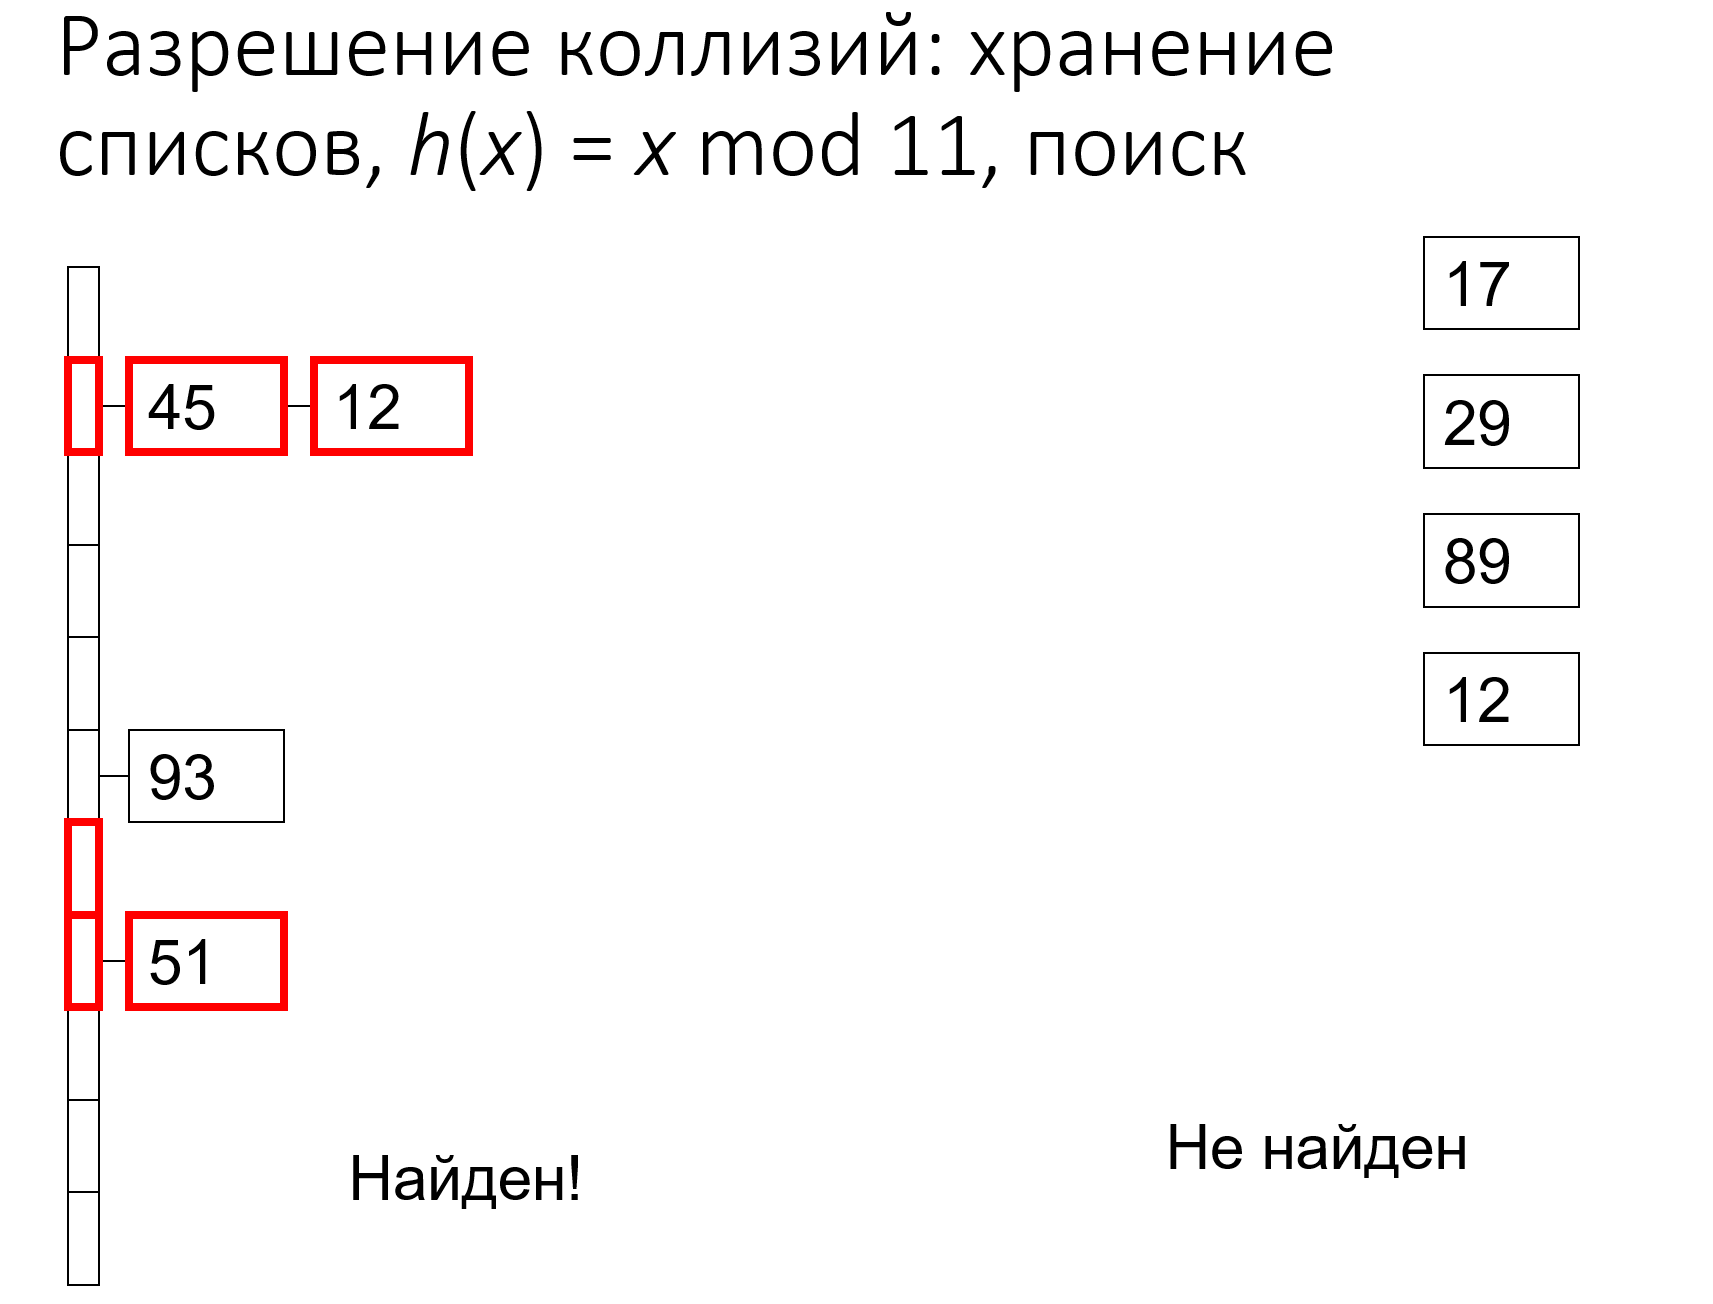 Разрешение коллизий: хранение
списков, h(x) = x mod 11, поиск
17
45 12
29
89
12
93
51
Не найден
Найден!